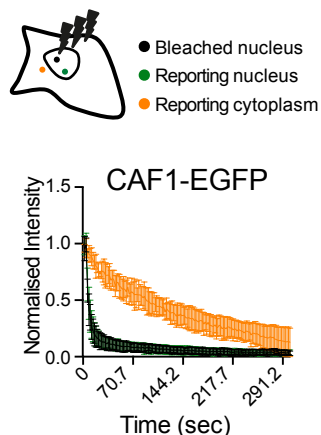 Bleached nucleus
Reporting nucleus
Reporting cytoplasm
CAF1-EGFP
Normalised Intensity
1.5
1.0
0.5
0.0
0
70.7
144.2
217.7
291.2
Time (sec)